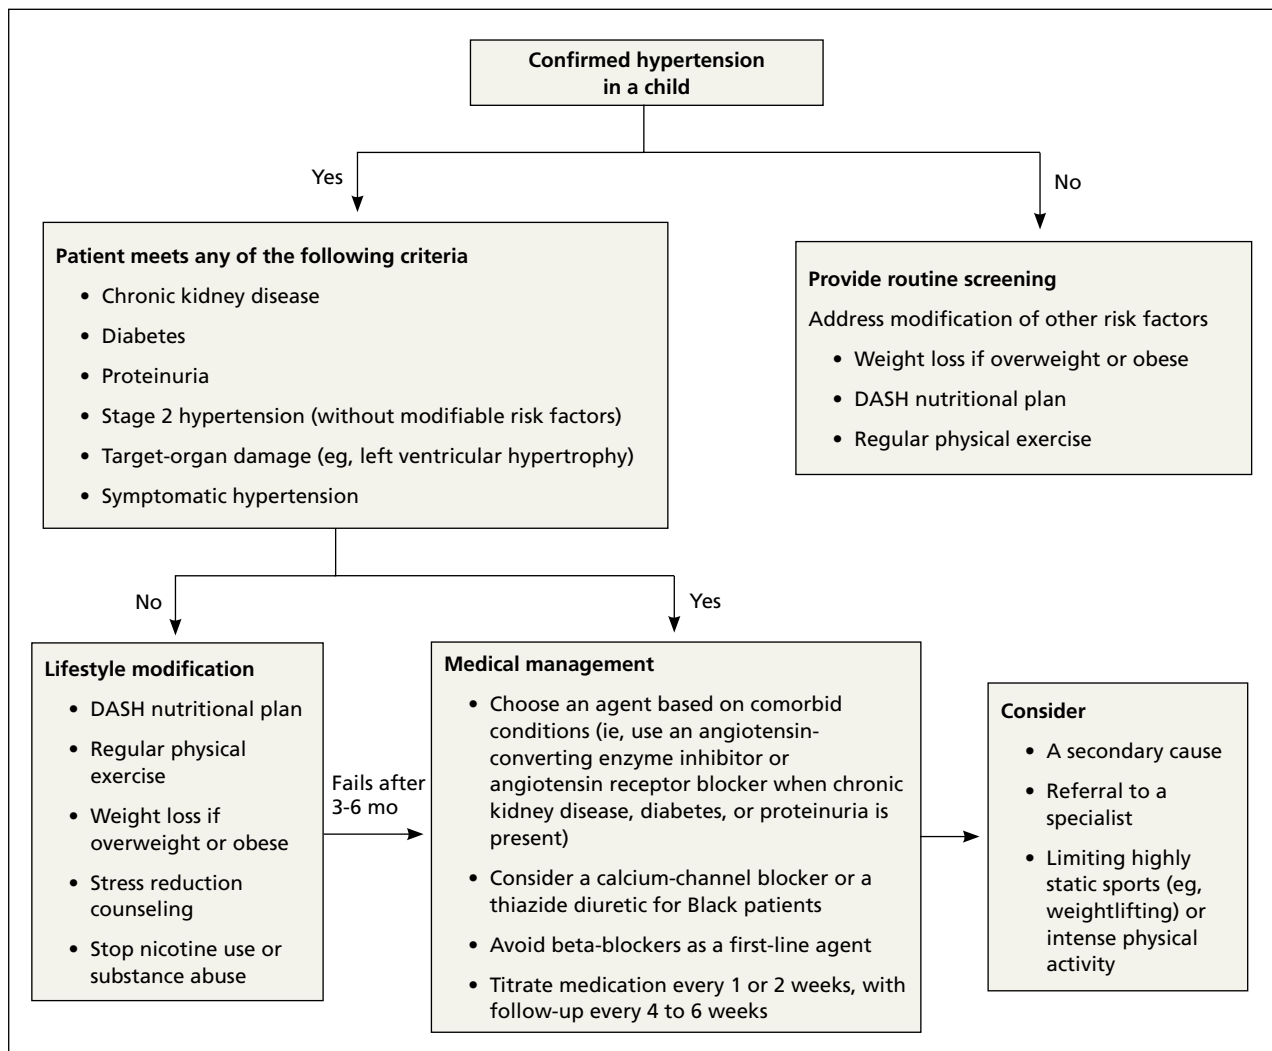 Confirmed hypertension
in a child
Yes
No
Patient meets any of the following criteria
• Chronic kidney disease
• Diabetes
• Proteinuria
• Stage 2 hypertension (without modifiable risk factors)
• Target-organ damage (eg, left ventricular hypertrophy)
• Symptomatic hypertension
Provide routine screening
Address modification of other risk factors
• Weight loss if overweight or obese
• DASH nutritional plan
• Regular physical exercise
No
Yes
Lifestyle modification
• DASH nutritional plan
• Regular physical
exercise
• Weight loss if
overweight or obese
• Stress reduction
counseling
• Stop nicotine use or
substance abuse
Fails after
3-6 mo
Medical management
• Choose an agent based on comorbid
conditions (ie, use an angiotensin-
converting enzyme inhibitor or
angiotensin receptor blocker when chronic
kidney disease, diabetes, or proteinuria is
present)
• Consider a calcium-channel blocker or a
thiazide diuretic for Black patients
• Avoid beta-blockers as a first-line agent
• Titrate medication every 1 or 2 weeks, with
follow-up every 4 to 6 weeks
Consider
• A secondary cause
• Referral to a
specialist
• Limiting highly
static sports (eg,
weightlifting) or
intense physical
activity